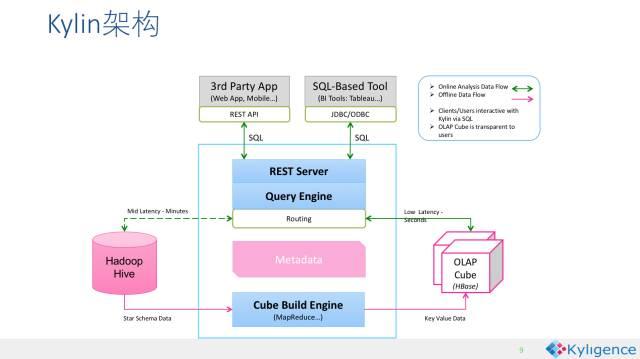 Kylin架构
3rd Party App
(Web App, Mobile…)
REST API
SQL-Based Tool
(BI Tools: Tableau…)
JDBC/ODBC
➢ Online Analysis Data Flow
➢ Offline Data Flow
➢ Clients/Users interactive with
Kylin via SQL
➢ OLAP Cube is transparent to
users
SQL
SQL
REST Server
Query Engine
Routing
Mid Latency - Minutes
Low Latency -
Seconds
Hadoop
Hive
Metadata
OLAP
Cube
(HBase)
Cube Build Engine
(MapReduce…)
Star Schema Data
Key Value Data
9
Kyligence